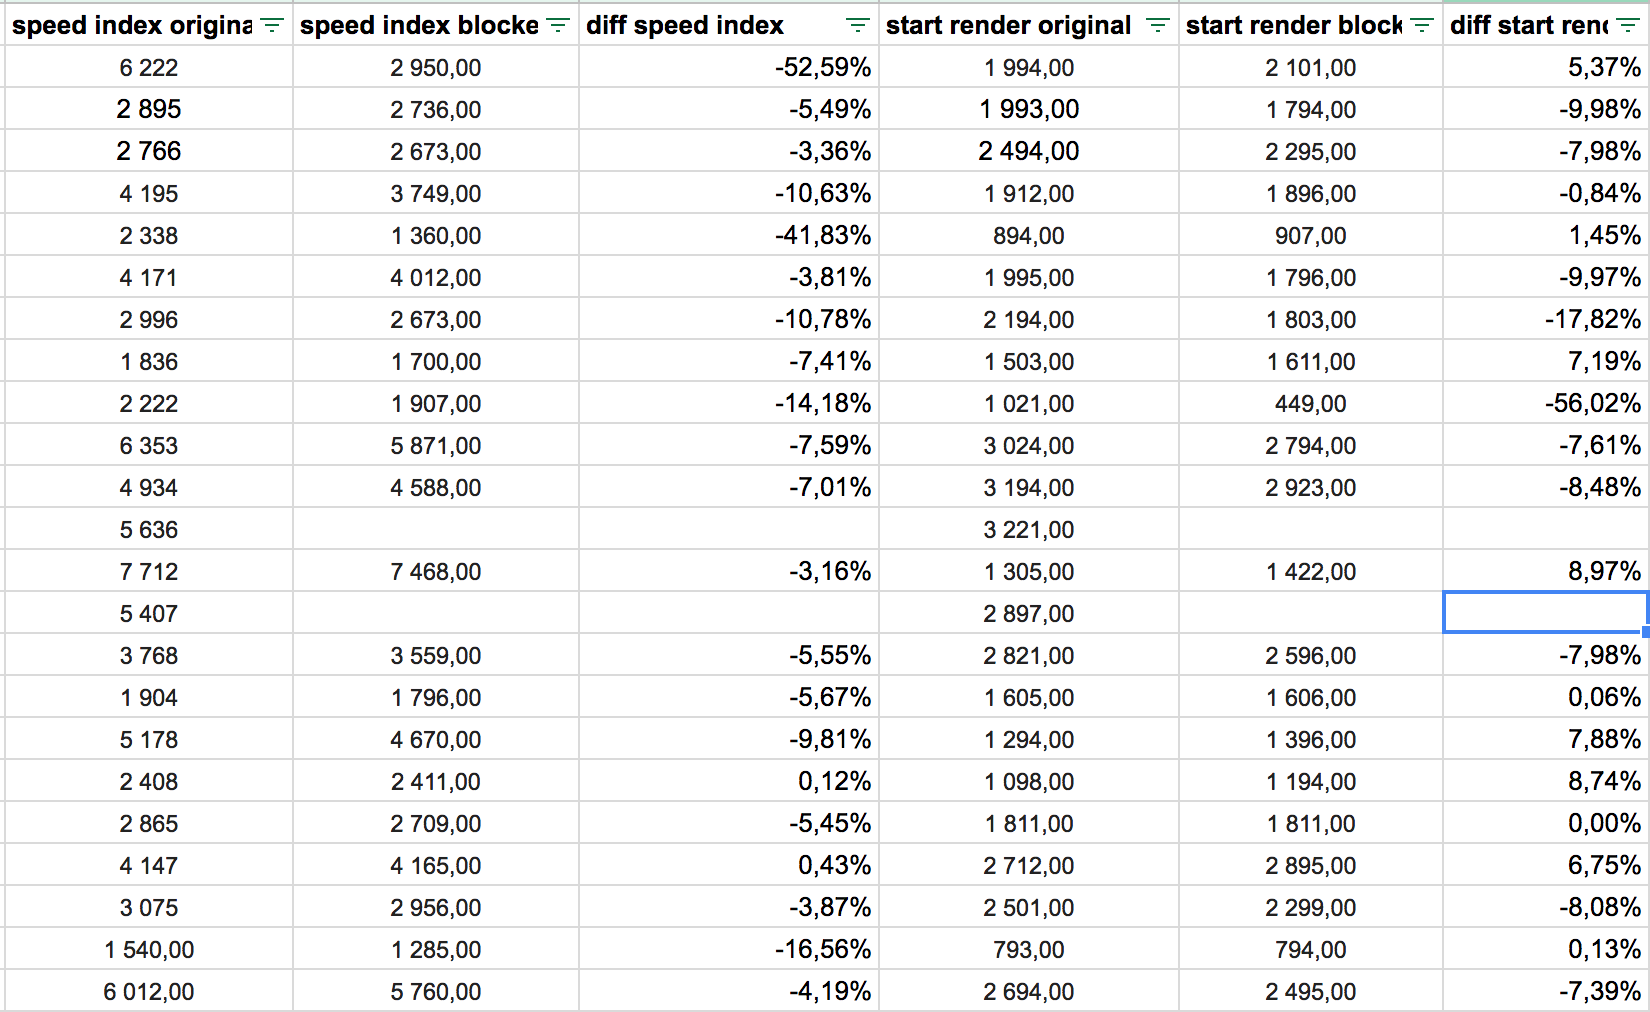 speed index origina speed index blocke diff speed index start render original start render block diff start rend
6 222 2 950,00 -52,59% 1 994,00 2 101,00 5,37%
2 895 2 736,00 -5,49% 1 993,00 1 794,00 -9,98%
2 766 2 673,00 -3,36% 2 494,00 2 295,00 -7,98%
4 195 3 749,00 -10,63% 1 912,00 1 896,00 -0,84%
2 338 1 360,00 -41,83% 894,00 907,00 1,45%
4 171 4 012,00 -3,81% 1 995,00 1 796,00 -9,97%
2 996 2 673,00 -10,78% 2 194,00 1 803,00 -17,82%
1 836 1 700,00 -7,41% 1 503,00 1 611,00 7,19%
2 222 1 907,00 -14,18% 1 021,00 449,00 -56,02%
6 353 5 871,00 -7,59% 3 024,00 2 794,00 -7,61%
4 934 4 588,00 -7,01% 3 194,00 2 923,00 -8,48%
5 636 3 221,00
7 712 7 468,00 -3,16% 1 305,00 1 422,00 8,97%
5 407 2 897,00
3 768 3 559,00 -5,55% 2 821,00 2 596,00 -7,98%
1 904 1 796,00 -5,67% 1 605,00 1 606,00 0,06%
5 178 4 670,00 -9,81% 1 294,00 1 396,00 7,88%
2 408 2 411,00 0,12% 1 098,00 1 194,00 8,74%
2 865 2 709,00 -5,45% 1 811,00 1 811,00 0,00%
4 147 4 165,00 0,43% 2 712,00 2 895,00 6,75%
3 075 2 956,00 -3,87% 2 501,00 2 299,00 -8,08%
1 540,00 1 285,00 -16,56% 793,00 794,00 0,13%
6 012,00 5 760,00 -4,19% 2 694,00 2 495,00 -7,39%